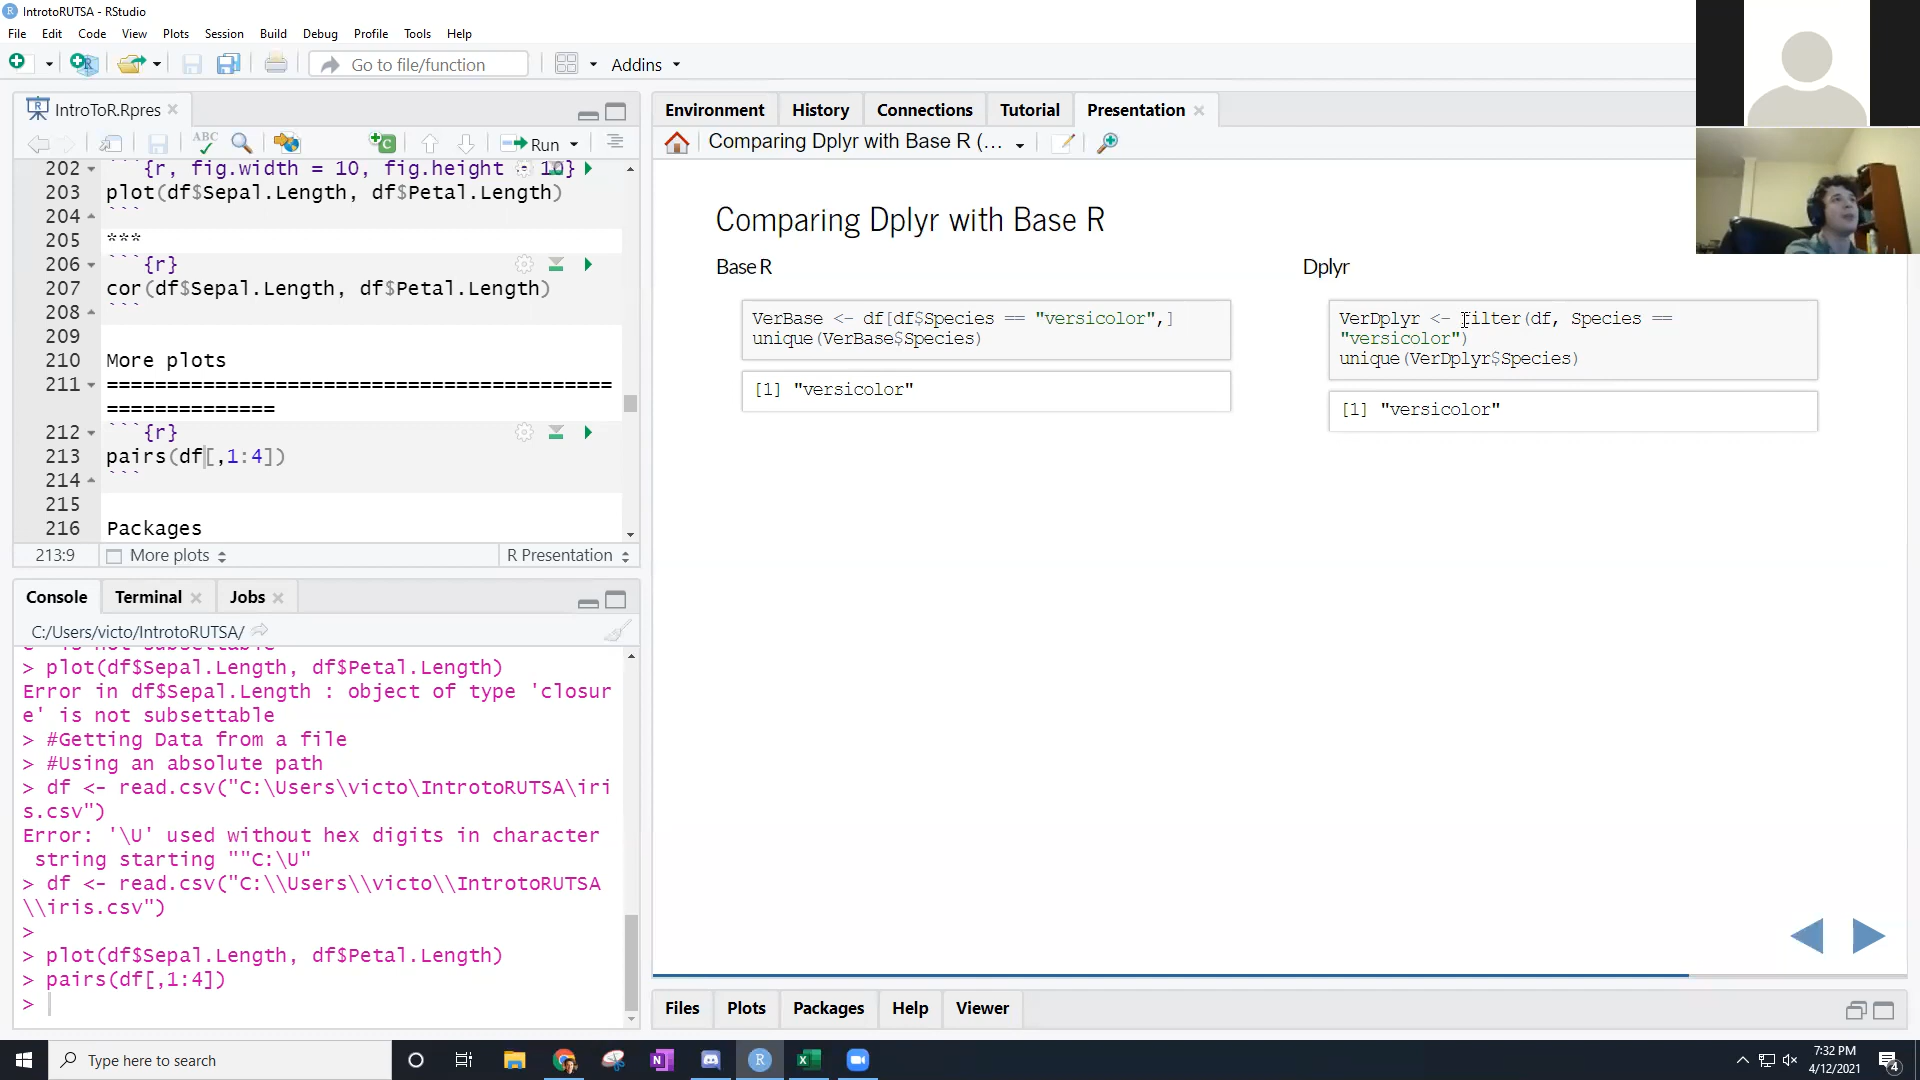 IntrotoRUTSA - RStudio
File Edit Code View Plots Session Build Debug Profile Tools Help
Go to file/function
Addins
IntroToR.Rpres
ABC
Run
202 ```{r, fig.width = 10, fig.height = 10}
203 plot(df$Sepal.Length, df$Petal.Length)
204 ```
205 ***
206 ```{r}
207 cor(df$Sepal.Length, df$Petal.Length)
208 ```
209
210 More plots
211 ==========================================
==============
212 ```{r}
213 pairs(df[,1:4])
214 ```
215
216 Packages
213:9 More plots R Presentation
Console Terminal Jobs
C:/Users/victo/IntrotoRUTSA/
e' is not subsettable
> plot(df$Sepal.Length, df$Petal.Length)
Error in df$Sepal.Length : object of type 'closur
e' is not subsettable
> #Getting Data from a file
> #Using an absolute path
> df <- read.csv("C:\Users\victo\IntrotoRUTSA\iri
s.csv")
Error: '\U' used without hex digits in character
string starting ""C:\U"
> df <- read.csv("C:\\Users\\victo\\IntrotoRUTSA
\\iris.csv")
>
> plot(df$Sepal.Length, df$Petal.Length)
> pairs(df[,1:4])
>
Environment History Connections Tutorial Presentation
Comparing Dplyr with Base R (...
Comparing Dplyr with Base R
Base R
VerBase <- df[df$Species == "versicolor",]
unique(VerBase$Species)
[1] "versicolor"
Dplyr
VerDplyr <- filter(df, Species ==
"versicolor")
unique(VerDplyr$Species)
[1] "versicolor"
Files Plots Packages Help Viewer
Type here to search
7:32 PM
4/12/2021
4